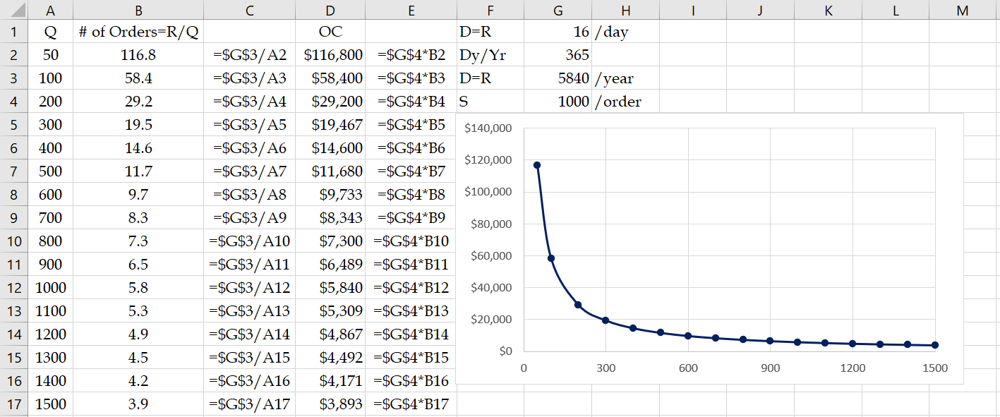 A B C D E F G H I J K L M
1 Q # of Orders=R/Q OC D=R 16 /day
2 50 116.8 =$G$3/A2 $116,800 =$G$4*B2 Dy/Yr 365
3 100 58.4 =$G$3/A3 $58,400 =$G$4*B3 D=R 5840 /year
4 200 29.2 =$G$3/A4 $29,200 =$G$4*B4 S 1000 /order
5 300 19.5 =$G$3/A5 $19,467 =$G$4*B5
6 400 14.6 =$G$3/A6 $14,600 =$G$4*B6
7 500 11.7 =$G$3/A7 $11,680 =$G$4*B7
8 600 9.7 =$G$3/A8 $9,733 =$G$4*B8
9 700 8.3 =$G$3/A9 $8,343 =$G$4*B9
10 800 7.3 =$G$3/A10 $7,300 =$G$4*B10
11 900 6.5 =$G$3/A11 $6,489 =$G$4*B11
12 1000 5.8 =$G$3/A12 $5,840 =$G$4*B12
13 1100 5.3 =$G$3/A13 $5,309 =$G$4*B13
14 1200 4.9 =$G$3/A14 $4,867 =$G$4*B14
15 1300 4.5 =$G$3/A15 $4,492 =$G$4*B15
16 1400 4.2 =$G$3/A16 $4,171 =$G$4*B16
17 1500 3.9 =$G$3/A17 $3,893 =$G$4*B17
$140,000
$120,000
$100,000
$80,000
$60,000
$40,000
$20,000
$0
0 300 600 900 1200 1500